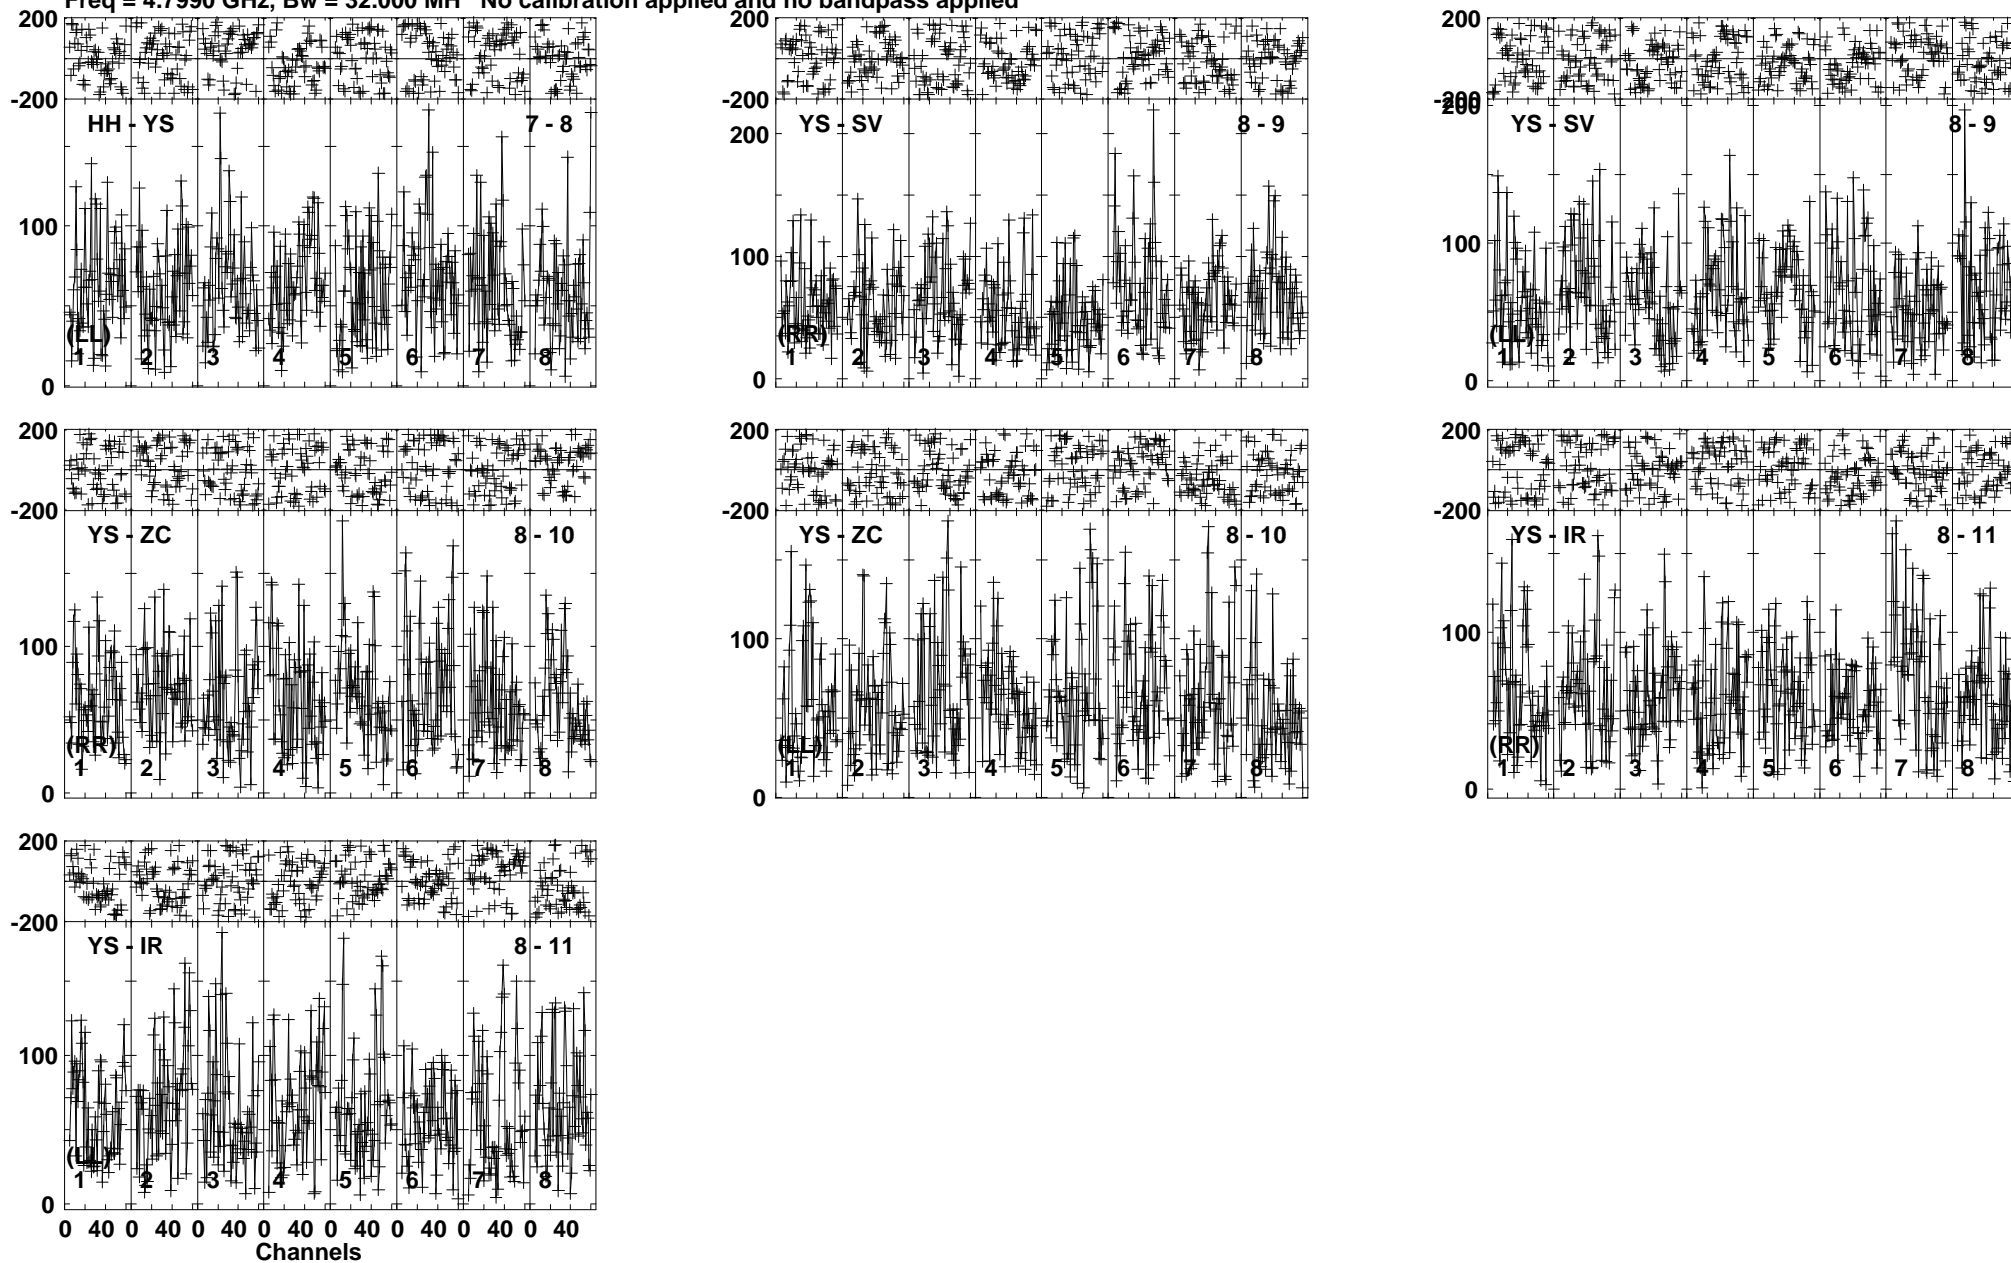 Freq = 4.7990 GHz, Bw = 32.000 MH No calibration applied and no bandpass applied
200
-200
HH - YS 7 - 8
100
(LL)
1 2 3 4 5 6 7 8
0
200
-200
YS - SV 8 - 9
200
100
(RR)
1 2 3 4 5 6 7 8
0
200
-200
200
YS - SV 8 - 9
100
(LL)
1 2 3 4 5 6 7 8
0
200
-200
YS - ZC 8 - 10
100
(RR)
1 2 3 4 5 6 7 8
0
200
-200
YS - ZC 8 - 10
100
(LL)
1 2 3 4 5 6 7 8
0
200
-200
YS - IR 8 - 11
100
(RR)
1 2 3 4 5 6 7 8
0
200
-200
YS - IR 8 - 11
100
(LL)
1 2 3 4 5 6 7 8
0
0 40 0 40 0 40 0 40 0 40 0 40 0 40 0 40
Channels